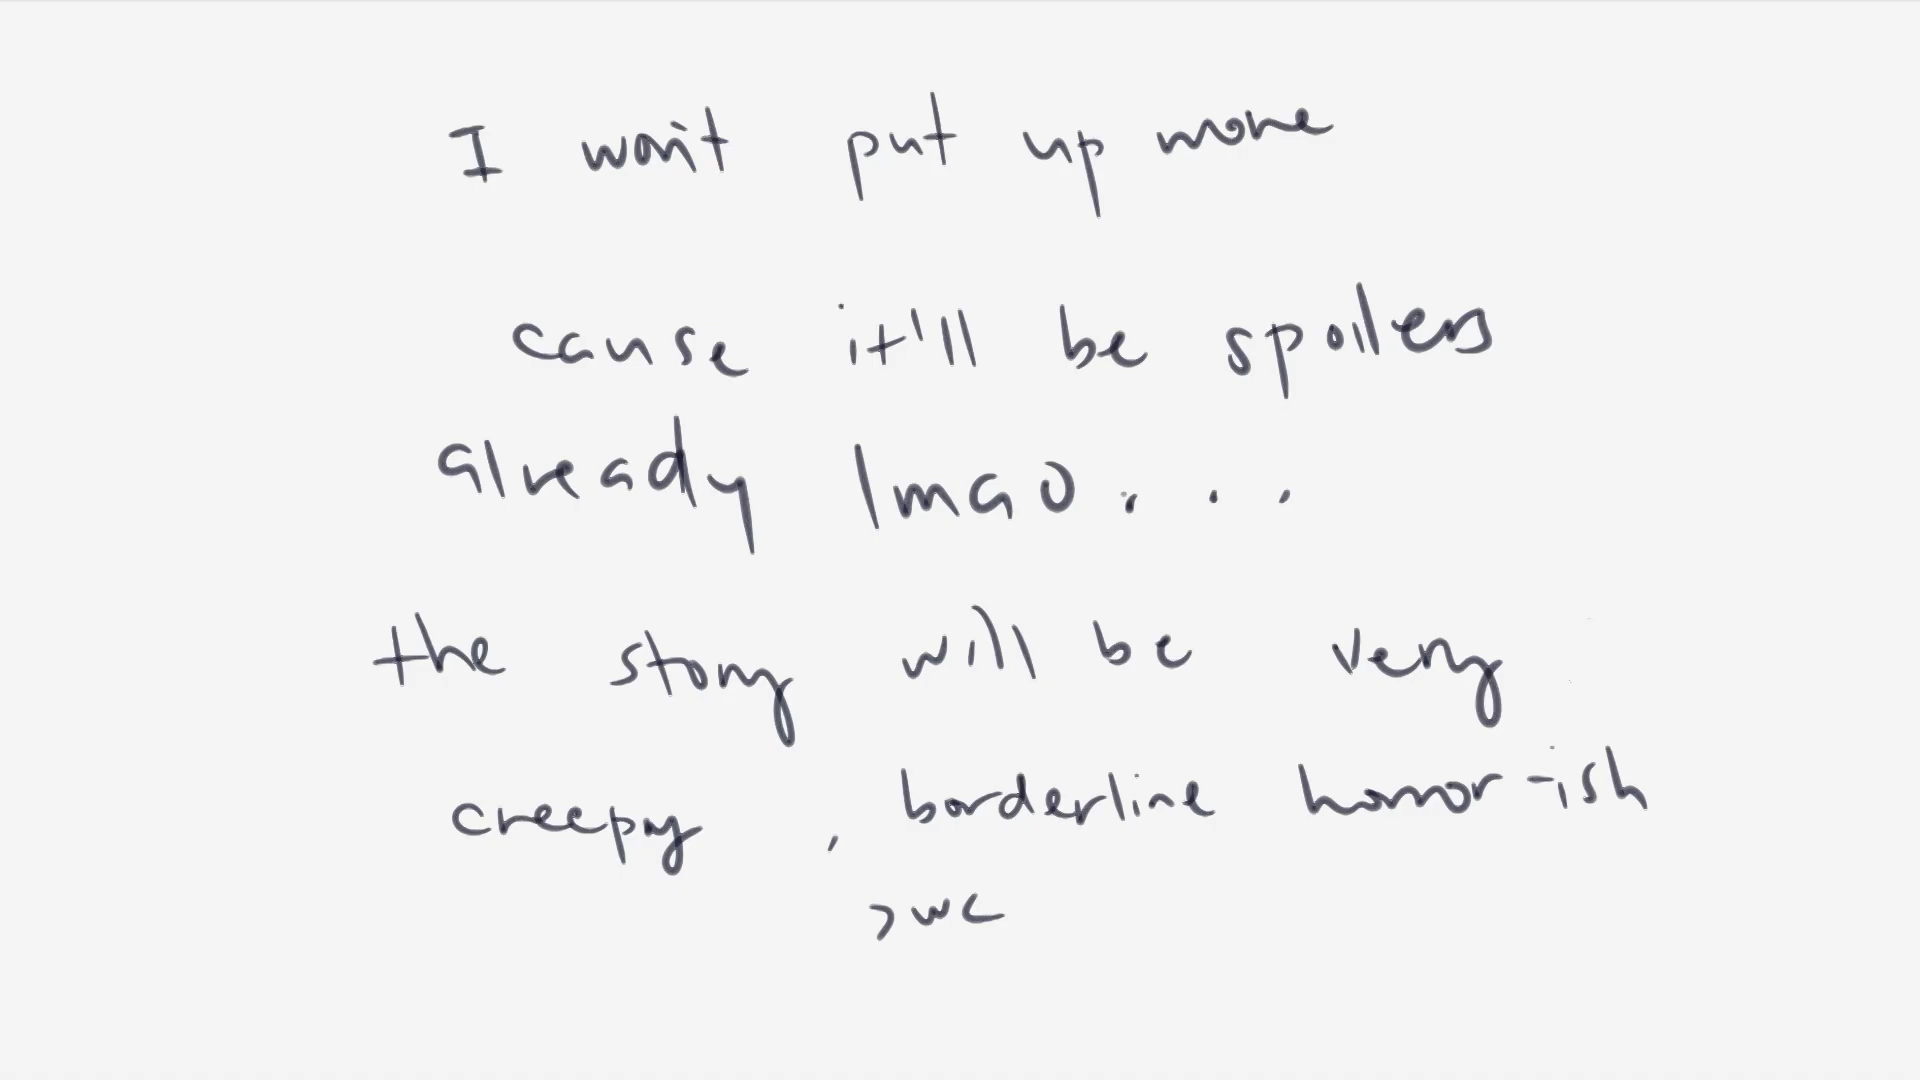 I won't put up more
cause it'll be spoilers
already lmao...
the story will be very
creepy, borderline horror-ish
>w<